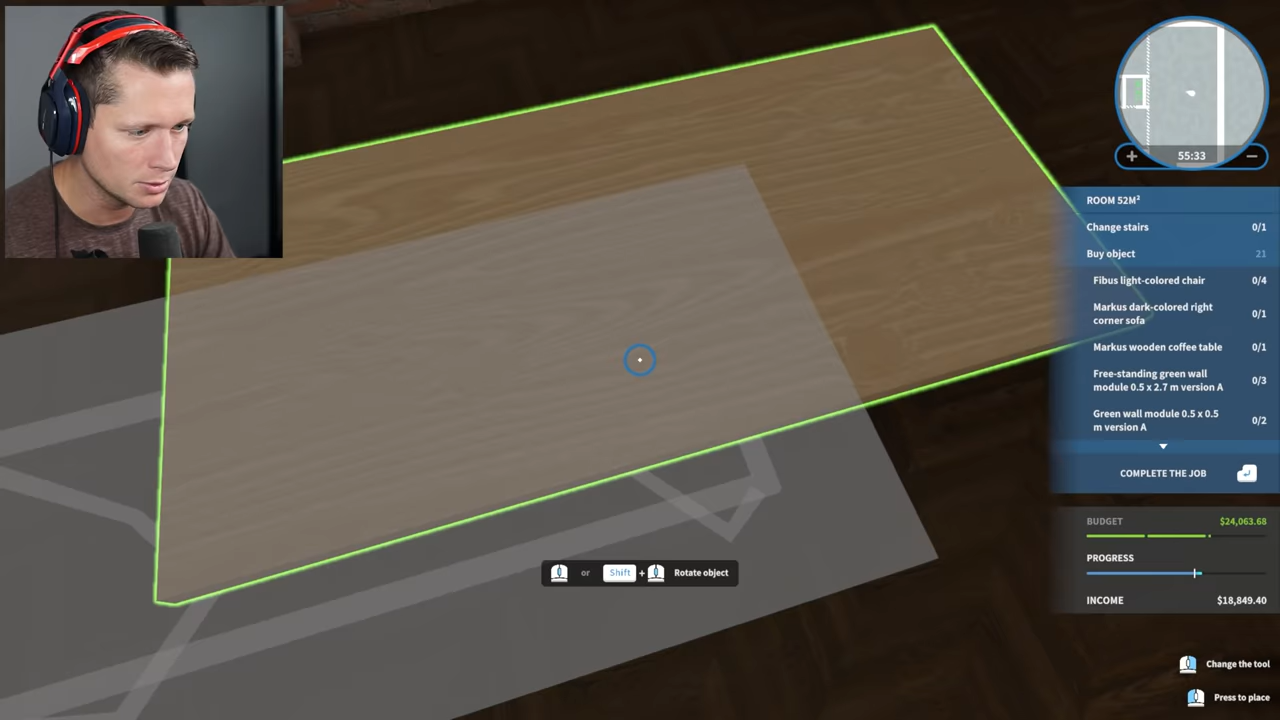 55:33
ROOM 52M²
Change stairs 0/1
Buy object 21
Fibus light-colored chair 0/4
Markus dark-colored right
corner sofa 0/1
Markus wooden coffee table 0/1
Free-standing green wall
module 0.5 x 2.7 m version A 0/3
Green wall module 0.5 x 0.5
m version A 0/2
COMPLETE THE JOB
BUDGET $24,063.68
PROGRESS
INCOME $18,849.40
or Shift + Rotate object
Change the tool
Press to place